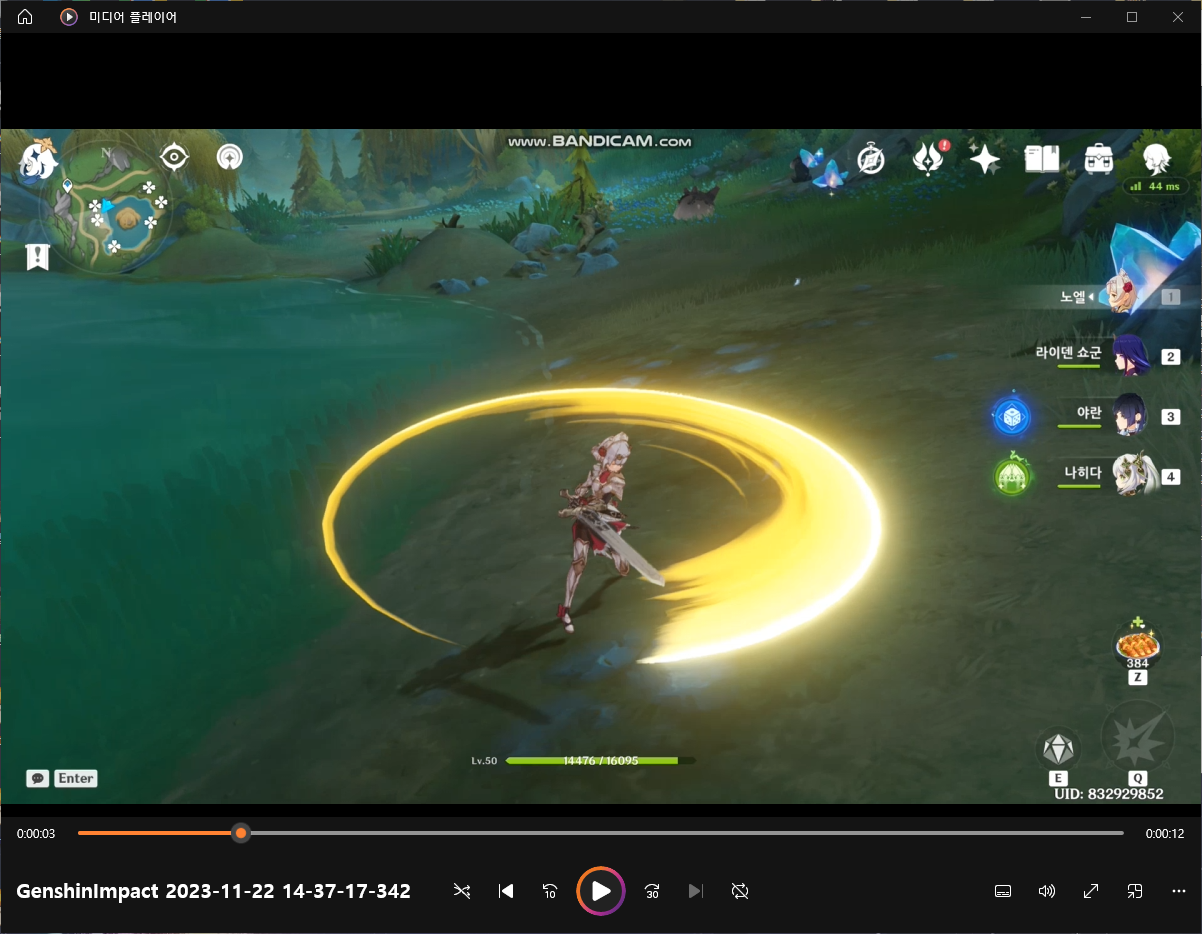 미디어 플레이어
www.BANDICAM.com
N
44 ms
노엘 1
라이덴 쇼군 2
야란 3
나히다 4
384
Z
Lv.50 14476 / 16095
Enter
E Q
UID: 832929852
0:00:03 0:00:12
GenshinImpact 2023-11-22 14-37-17-342
10 30